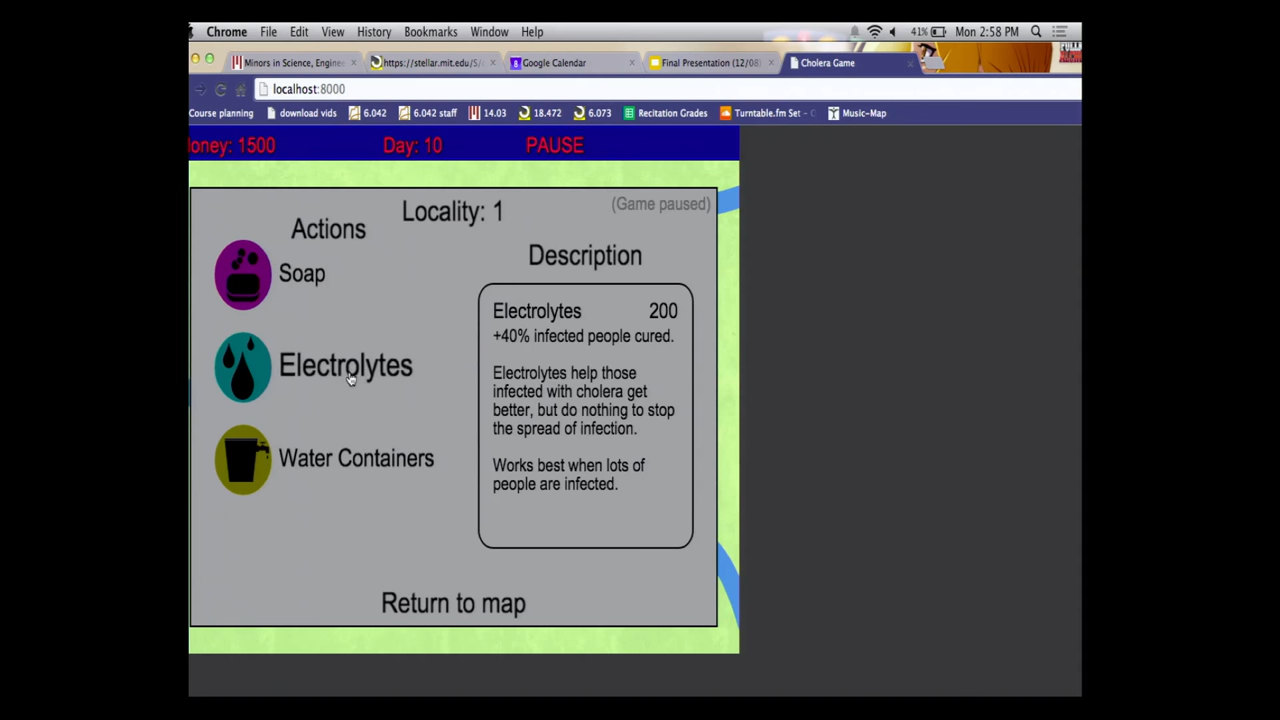 Chrome File Edit View History Bookmarks Window Help 41% Mon 2:58 PM
Minors in Science, Enginee https://stellar.mit.edu/S/ Google Calendar Final Presentation (12/08) Cholera Game
localhost:8000
Course planning download vids 6.042 6.042 staff 14.03 18.472 6.073 Recitation Grades Turntable.fm Set - Music-Map
oney: 1500 Day: 10 PAUSE
Locality: 1 (Game paused)
Actions
Soap
Electrolytes
Water Containers
Description
Electrolytes 200
+40% infected people cured.
Electrolytes help those
infected with cholera get
better, but do nothing to stop
the spread of infection.
Works best when lots of
people are infected.
Return to map